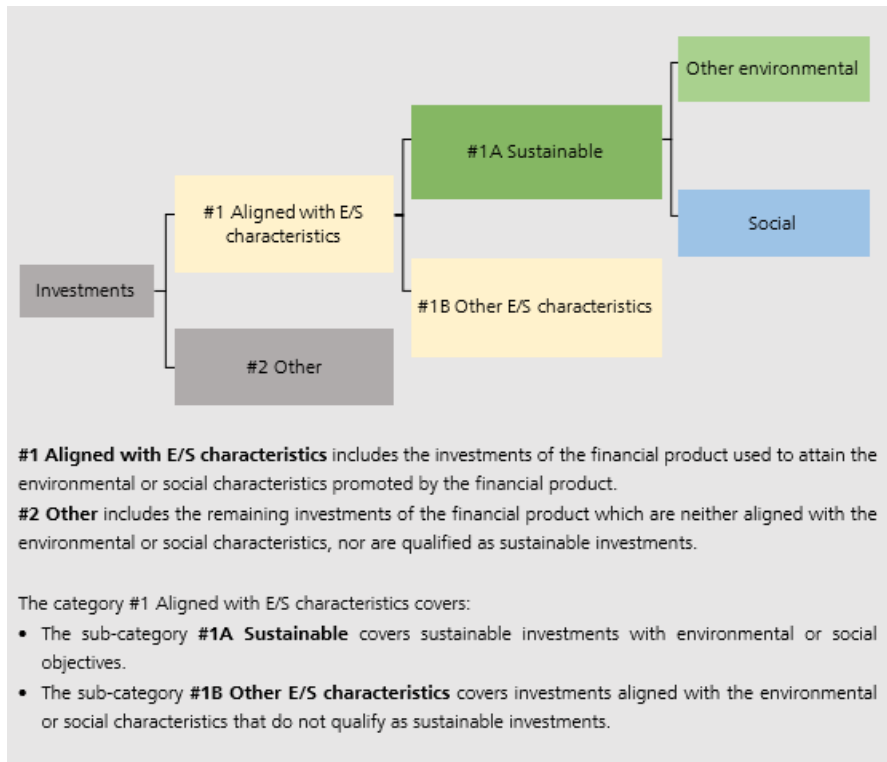 Other environmental
#1A Sustainable
#1 Aligned with E/S
characteristics
Social
Investments
#1B Other E/S characteristics
#2 Other
#1 Aligned with E/S characteristics includes the investments of the financial product used to attain the
environmental or social characteristics promoted by the financial product.
#2 Other includes the remaining investments of the financial product which are neither aligned with the
environmental or social characteristics, nor are qualified as sustainable investments.
The category #1 Aligned with E/S characteristics covers:
• The sub-category #1A Sustainable covers sustainable investments with environmental or social
objectives.
• The sub-category #1B Other E/S characteristics covers investments aligned with the environmental
or social characteristics that do not qualify as sustainable investments.